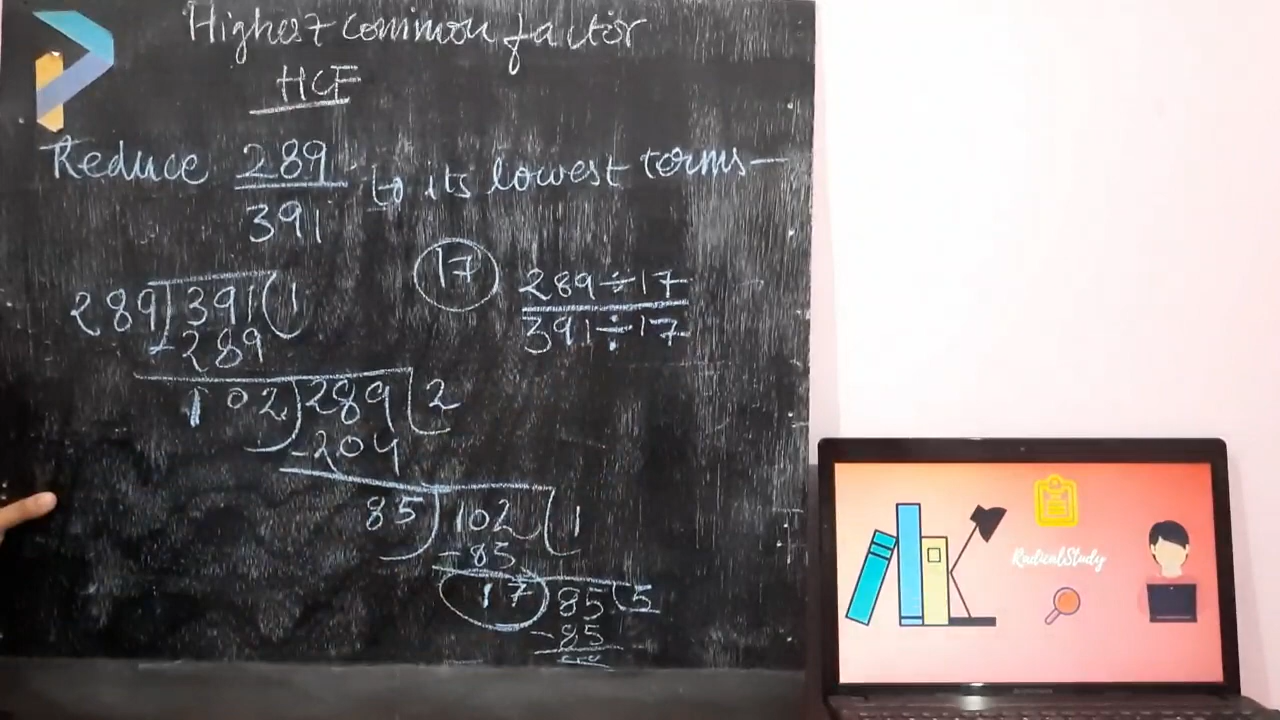 Highest common factor
HCF
Reduce 289/391 to its lowest terms—
17
289÷17
391÷17
289)391(1
-289
102)289(2
-204
85)102(1
-85
17)85(5
-85
RadicalStudy